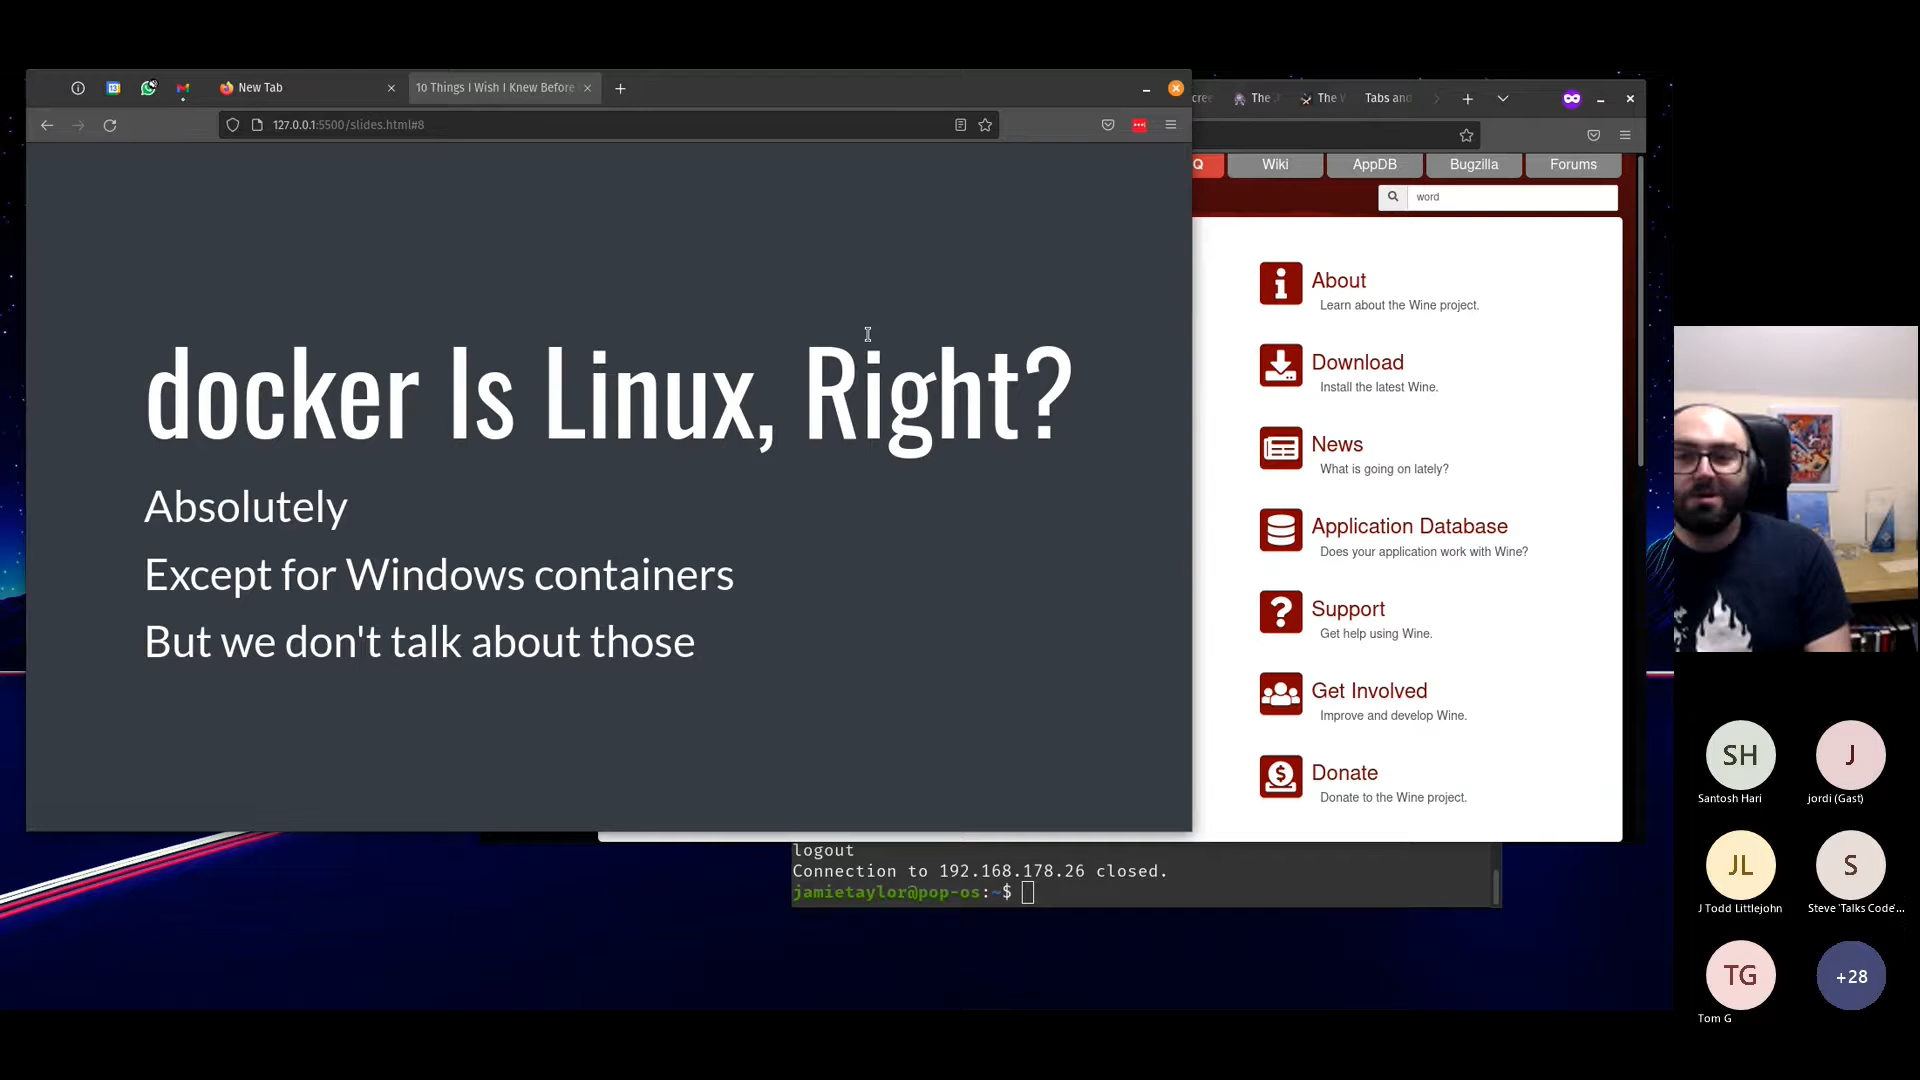 New Tab
10 Things I Wish I Knew Before
127.0.0.1:5500/slides.html#8
docker Is Linux, Right?
Absolutely
Except for Windows containers
But we don't talk about those
The
The
Tabs and
Q
Wiki
AppDB
Bugzilla
Forums
word
About
Learn about the Wine project.
Download
Install the latest Wine.
News
What is going on lately?
Application Database
Does your application work with Wine?
Support
Get help using Wine.
Get Involved
Improve and develop Wine.
Donate
Donate to the Wine project.
logout
Connection to 192.168.178.26 closed.
jamietaylor@pop-os:~$
SH
Santosh Hari
J
jordi (Gast)
JL
J Todd Littlejohn
S
Steve 'Talks Code'...
TG
Tom G
+28